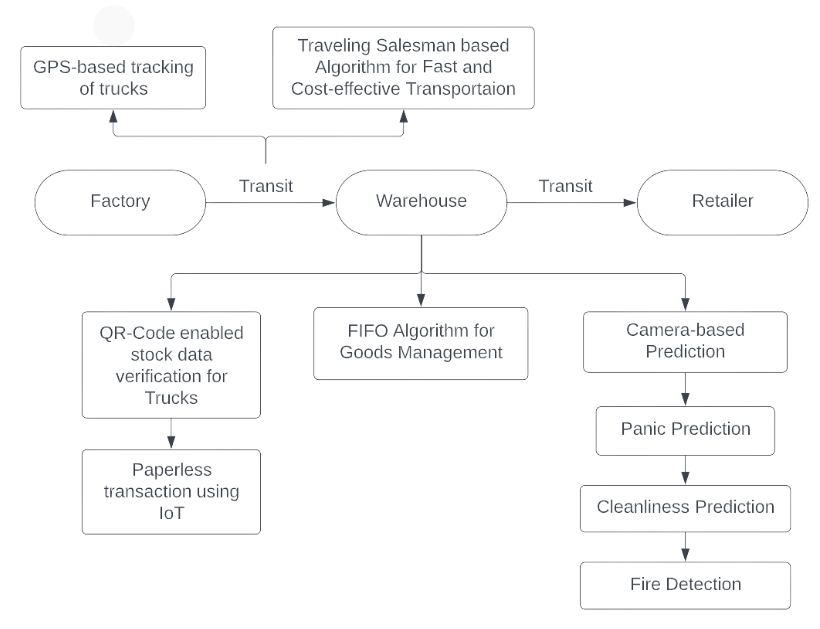 GPS-based tracking
of trucks
Traveling Salesman based
Algorithm for Fast and
Cost-effective Transportaion
Factory
Transit
Warehouse
Transit
Retailer
QR-Code enabled
stock data
verification for
Trucks
FIFO Algorithm for
Goods Management
Camera-based
Prediction
Paperless
transaction using
IoT
Panic Prediction
Cleanliness Prediction
Fire Detection